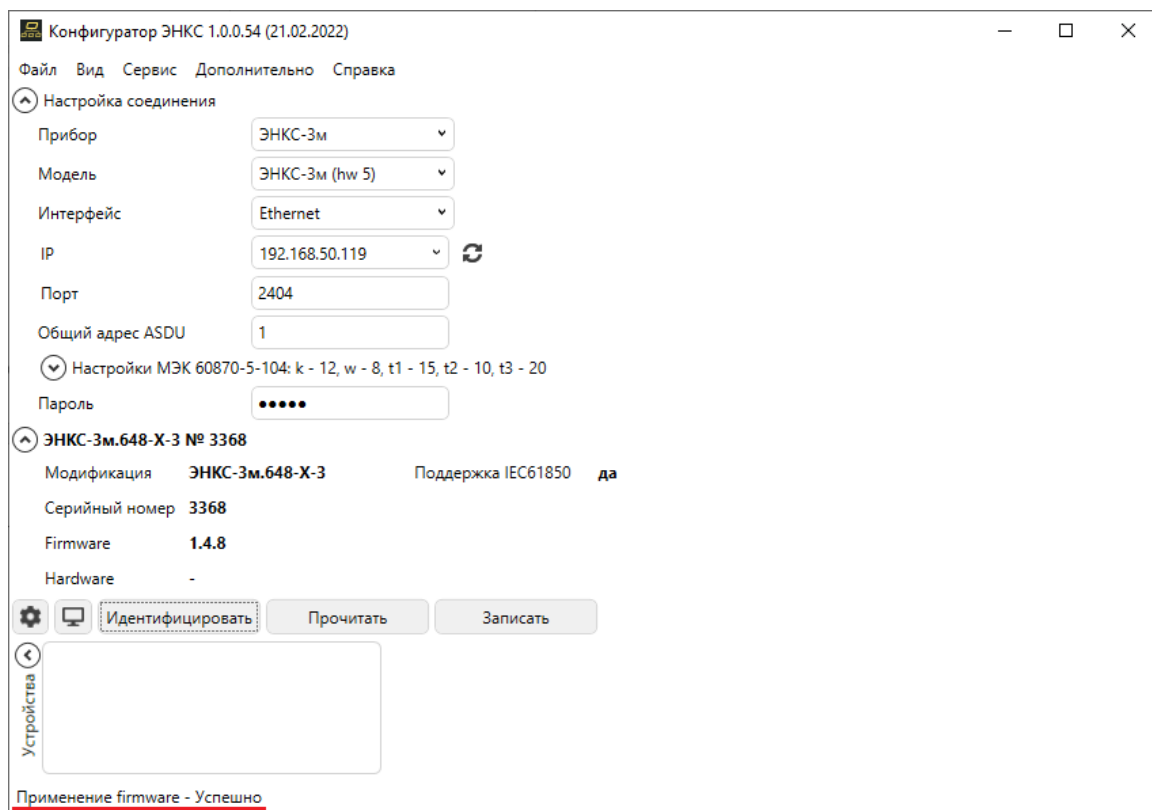 Конфигуратор ЭНКС 1.0.0.54 (21.02.2022)
Файл Вид Сервис Дополнительно Справка
Настройка соединения
Прибор ЭНКС-3м
Модель ЭНКС-3м (hw 5)
Интерфейс Ethernet
IP 192.168.50.119
Порт 2404
Общий адрес ASDU 1
Настройки МЭК 60870-5-104: k - 12, w - 8, t1 - 15, t2 - 10, t3 - 20
Пароль •••••
ЭНКС-3м.648-X-3 № 3368
Модификация ЭНКС-3м.648-X-3 Поддержка IEC61850 да
Серийный номер 3368
Firmware 1.4.8
Hardware -
Идентифицировать Прочитать Записать
Устройства
Применение firmware - Успешно